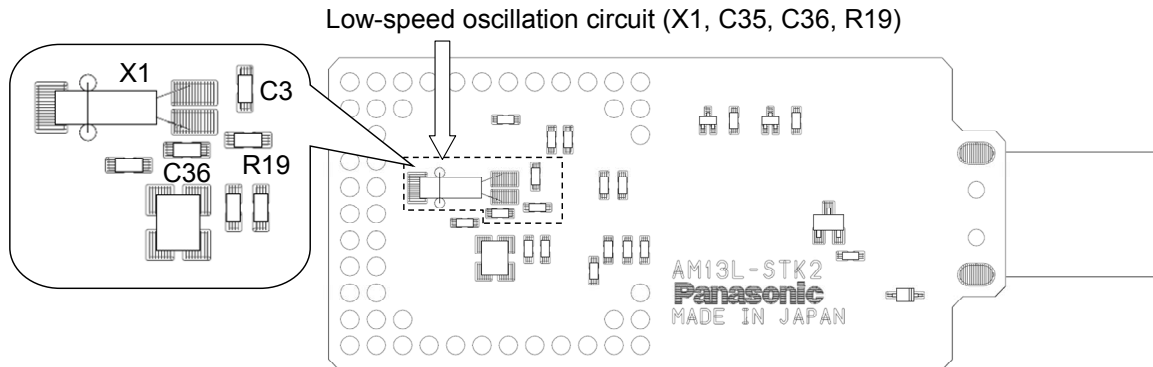 Low-speed oscillation circuit (X1, C35, C36, R19)
X1
C3
R19
C36
AM13L-STK2
Panasonic
MADE IN JAPAN